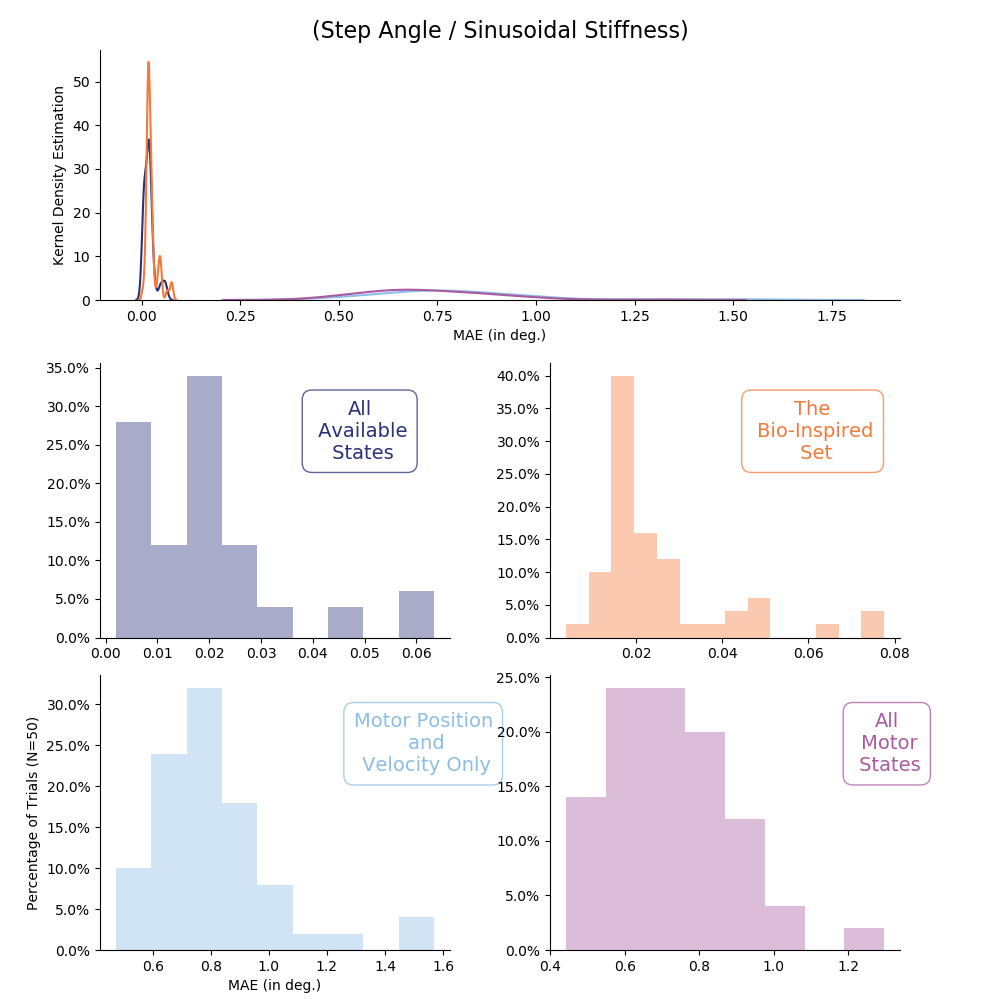 (Step Angle / Sinusoidal Stiffness)
Kernel Density Estimation
50
40
30
20
10
0
0.00 0.25 0.50 0.75 1.00 1.25 1.50 1.75
MAE (in deg.)
35.0%
30.0%
25.0%
20.0%
15.0%
10.0%
5.0%
0.0%
0.00 0.01 0.02 0.03 0.04 0.05 0.06
All
Available
States
40.0%
35.0%
30.0%
25.0%
20.0%
15.0%
10.0%
5.0%
0.0%
0.02 0.04 0.06 0.08
The
Bio-Inspired
Set
Percentage of Trials (N=50)
30.0%
25.0%
20.0%
15.0%
10.0%
5.0%
0.0%
0.6 0.8 1.0 1.2 1.4 1.6
MAE (in deg.)
Motor Position
and
Velocity Only
25.0%
20.0%
15.0%
10.0%
5.0%
0.0%
0.4 0.6 0.8 1.0 1.2
All
Motor
States